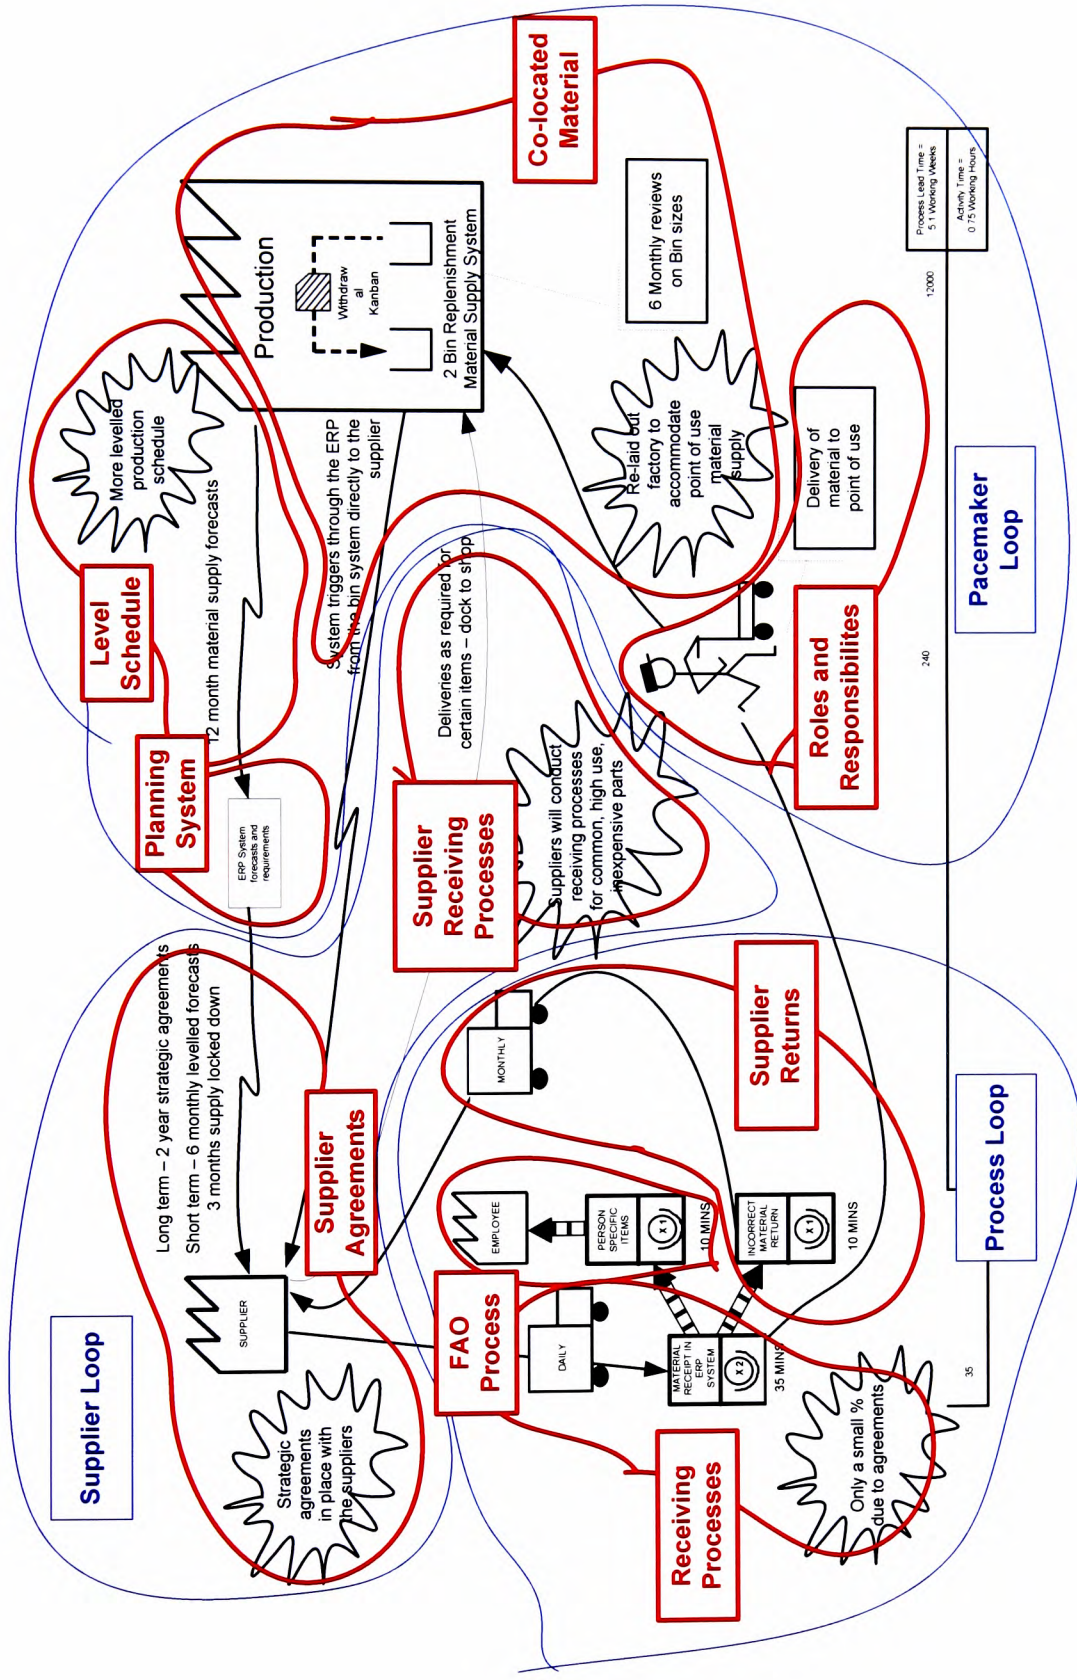 Supplier Loop
Strategic
agreements
in place with
the suppliers
SUPPLIER
Long term – 2 year strategic agreements
Short term – 6 monthly levelled forecasts
3 months supply locked down
Supplier
Agreements
Planning
System
Level
Schedule
ERP System
forecasts and
requirements
12 month material supply forecasts
More levelled
production
schedule
System triggers through the ERP
from the bin system directly to the
supplier
Production
Withdraw
al
Kanban
2 Bin Replenishment
Material Supply System
Co-located
Material
6 Monthly reviews
on Bin sizes
Deliveries as required for
certain items – dock to shop
Supplier
Receiving
Processes
Suppliers will conduct
receiving processes
for common, high use,
inexpensive parts
Re-laid out
factory to
accommodate
point of use
material
supply
Delivery of
material to
point of use
Roles and
Responsibilites
MONTHLY
Supplier
Returns
FAO
Process
DAILY
EMPLOYEE
PERSON
SPECIFIC
ITEMS
X 1
10 MINS
INCORRECT
MATERIAL
RETURN
X 1
10 MINS
MATERIAL
RECEIPT IN
ERP
SYSTEM
X 2
35 MINS
Receiving
Processes
Only a small %
due to agreements
35
240
12000
Process Lead Time =
5 1 Working Weeks
Activity Time =
0 75 Working Hours
Process Loop
Pacemaker
Loop